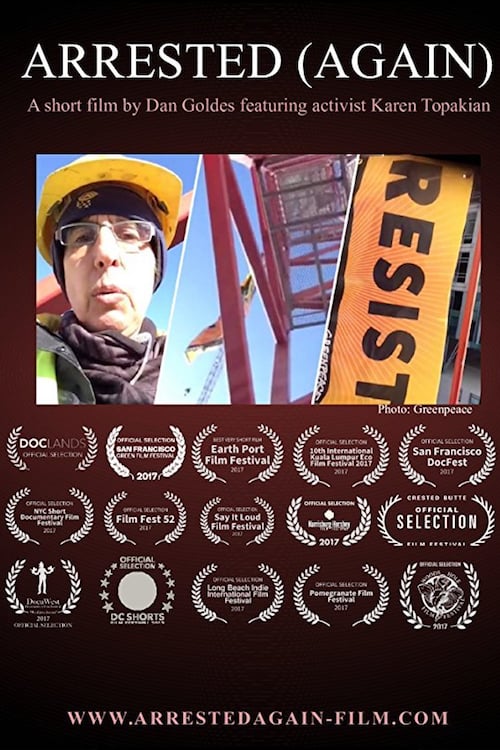 ARRESTED (AGAIN)
A short film by Dan Goldes featuring activist Karen Topakian
RESIST
GREENPEACE
Photo: Greenpeace
DOCLANDS
OFFICIAL SELECTION
OFFICIAL SELECTION
SAN FRANCISCO
GREEN FILM FESTIVAL
2017
BEST VERY SHORT FILM
Earth Port
Film Festival
2017
OFFICIAL SELECTION
10th International
Kuala Lumpur Eco
Film Festival 2017
OFFICIAL SELECTION
San Francisco
DocFest
2017
OFFICIAL SELECTION
NYC Short
Documentary Film
Festival
2017
OFFICIAL SELECTION
Film Fest 52
2017
OFFICIAL SELECTION
Say It Loud
Film Festival
2017
OFFICIAL SELECTION
Harrisburg-Hershey
2017
CRESTED BUTTE
OFFICIAL
SELECTION
FILM FESTIVAL
DocuWest
2017
OFFICIAL SELECTION
OFFICIAL
SELECTION
DC SHORTS
OFFICIAL SELECTION
Long Beach Indie
International Film
Festival
2017
OFFICIAL SELECTION
Pomegranate Film
Festival
2017
OFFICIAL SELECTION
2017
WWW.ARRESTEDAGAIN-FILM.COM